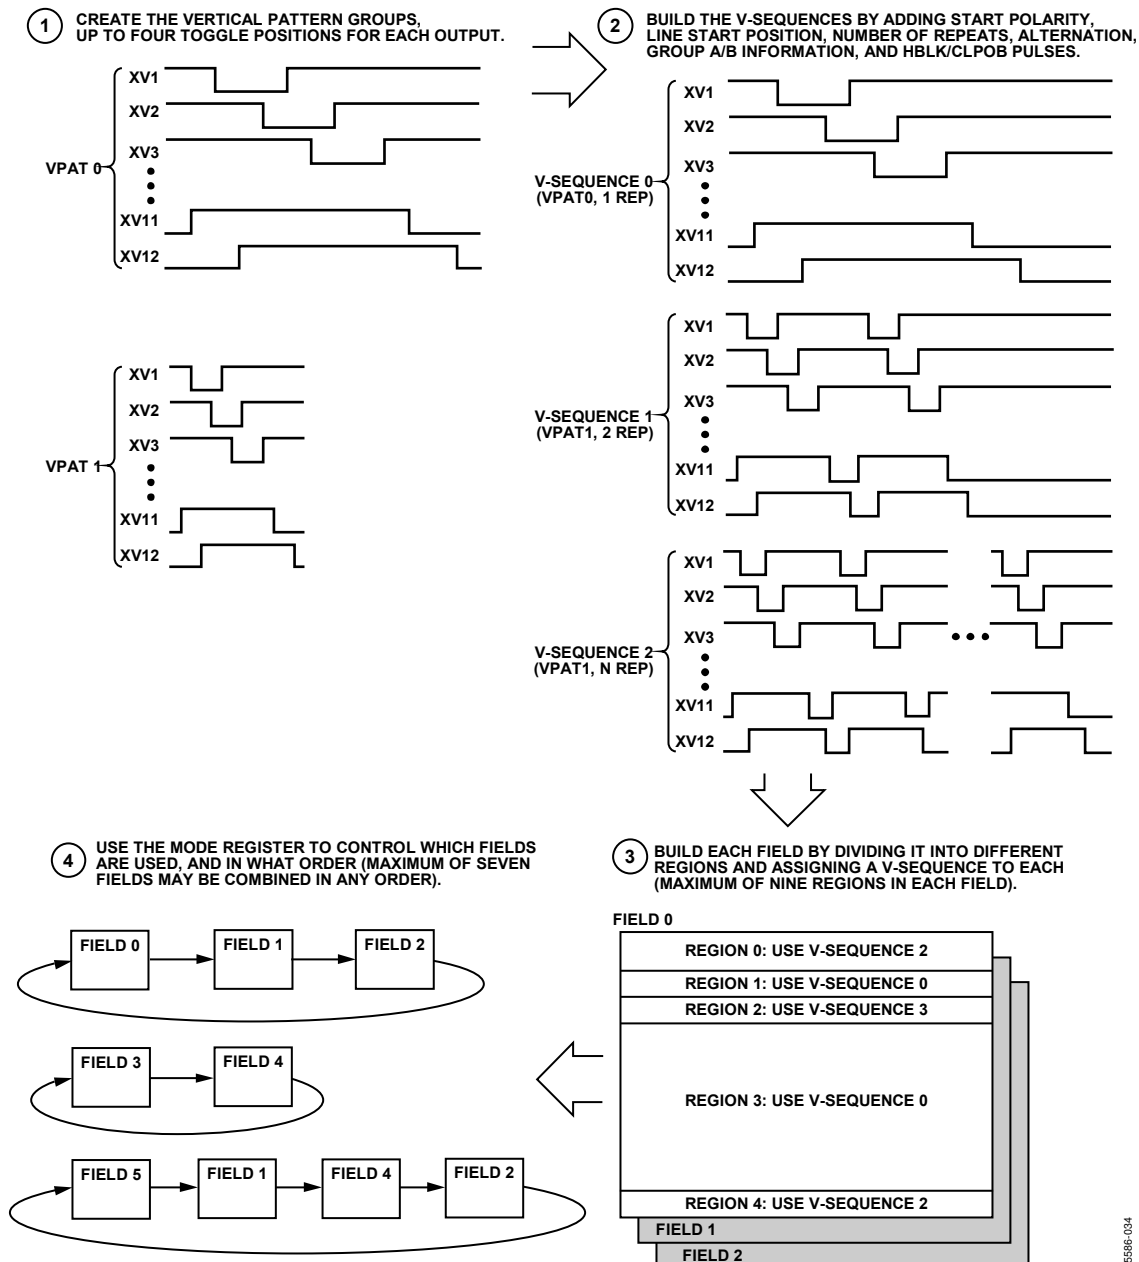 1
CREATE THE VERTICAL PATTERN GROUPS,
UP TO FOUR TOGGLE POSITIONS FOR EACH OUTPUT.
XV1
XV2
XV3
VPAT 0
XV11
XV12
XV1
XV2
XV3
VPAT 1
XV11
XV12
2
BUILD THE V-SEQUENCES BY ADDING START POLARITY,
LINE START POSITION, NUMBER OF REPEATS, ALTERNATION,
GROUP A/B INFORMATION, AND HBLK/CLPOB PULSES.
XV1
XV2
XV3
V-SEQUENCE 0
(VPAT0, 1 REP)
XV11
XV12
XV1
XV2
XV3
V-SEQUENCE 1
(VPAT1, 2 REP)
XV11
XV12
XV1
XV2
XV3
V-SEQUENCE 2
(VPAT1, N REP)
XV11
XV12
4
USE THE MODE REGISTER TO CONTROL WHICH FIELDS
ARE USED, AND IN WHAT ORDER (MAXIMUM OF SEVEN
FIELDS MAY BE COMBINED IN ANY ORDER).
FIELD 0
FIELD 1
FIELD 2
FIELD 3
FIELD 4
FIELD 5
FIELD 1
FIELD 4
FIELD 2
3
BUILD EACH FIELD BY DIVIDING IT INTO DIFFERENT
REGIONS AND ASSIGNING A V-SEQUENCE TO EACH
(MAXIMUM OF NINE REGIONS IN EACH FIELD).
FIELD 0
REGION 0: USE V-SEQUENCE 2
REGION 1: USE V-SEQUENCE 0
REGION 2: USE V-SEQUENCE 3
REGION 3: USE V-SEQUENCE 0
REGION 4: USE V-SEQUENCE 2
FIELD 1
FIELD 2
5586-034